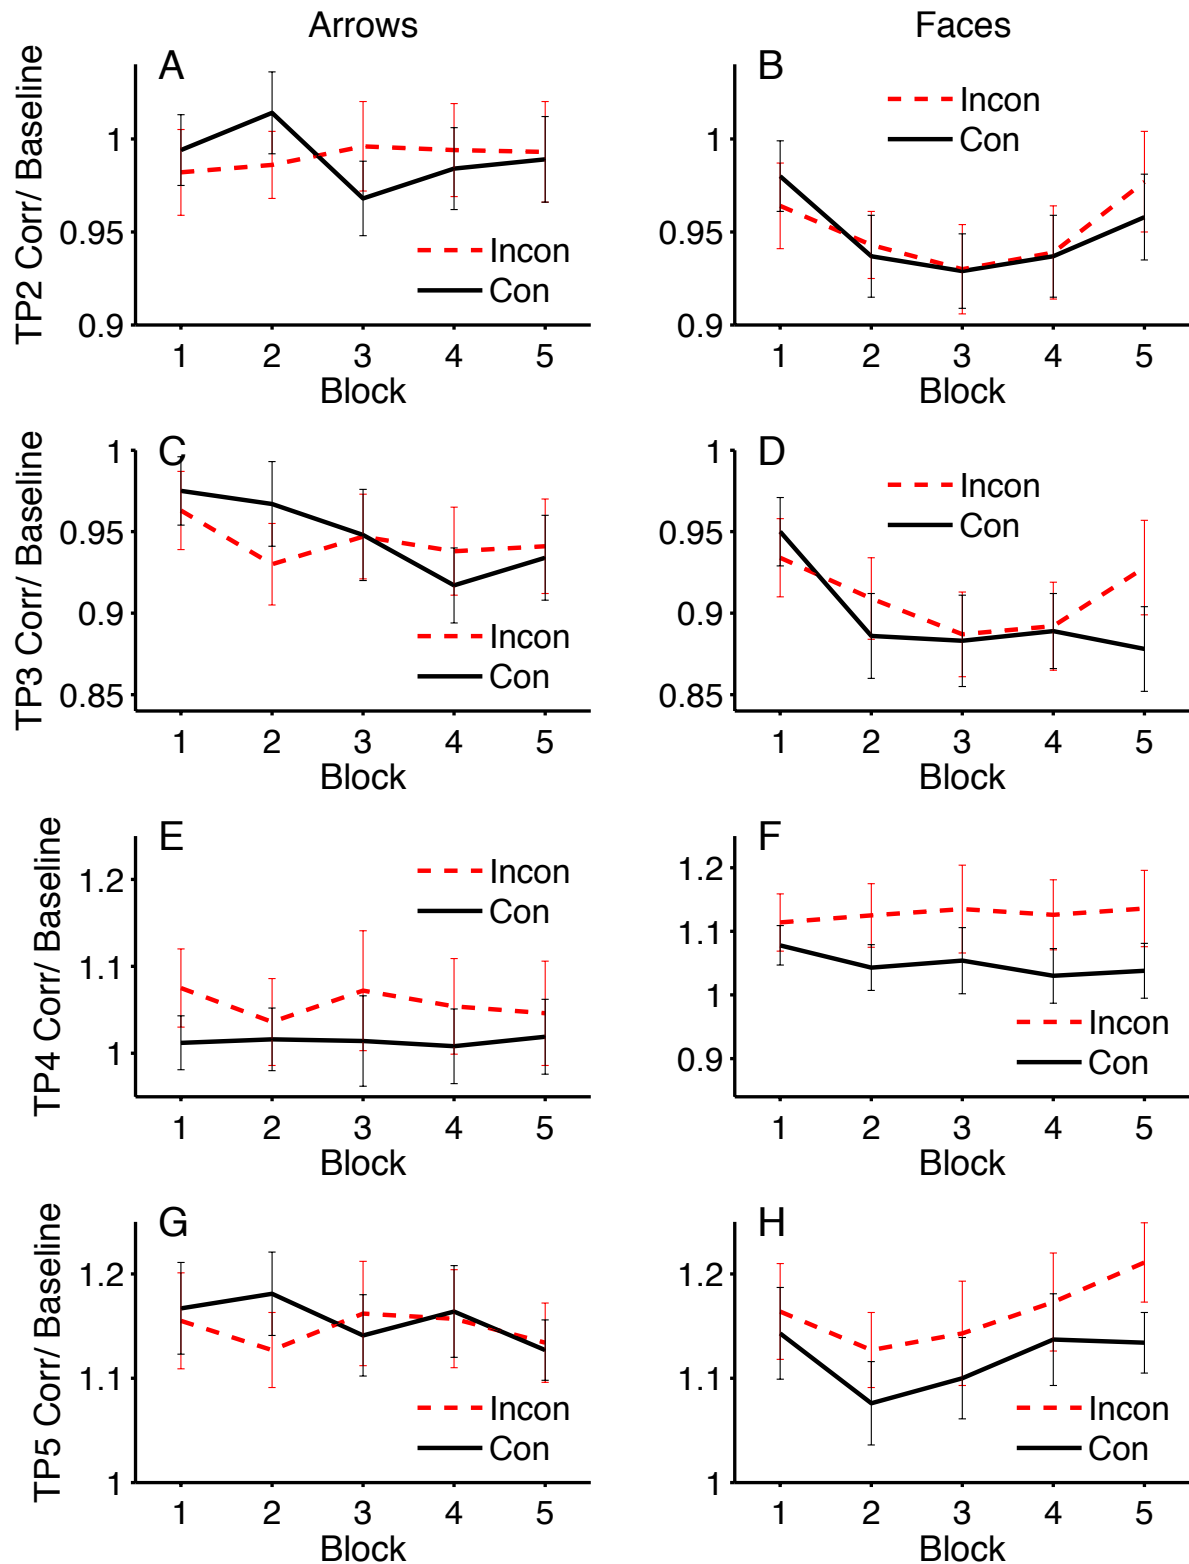 Arrows
Faces
A
TP2 Corr/ Baseline
1
0.95
0.9
Incon
Con
1 2 3 4 5
Block
B
1
0.95
0.9
Incon
Con
1 2 3 4 5
Block
C
TP3 Corr/ Baseline
1
0.95
0.9
0.85
Incon
Con
1 2 3 4 5
Block
D
1
0.95
0.9
0.85
Incon
Con
1 2 3 4 5
Block
E
TP4 Corr/ Baseline
1.2
1.1
1
Incon
Con
1 2 3 4 5
Block
F
1.2
1.1
1
0.9
Incon
Con
1 2 3 4 5
Block
G
TP5 Corr/ Baseline
1.2
1.1
1
Incon
Con
1 2 3 4 5
Block
H
1.2
1.1
1
Incon
Con
1 2 3 4 5
Block